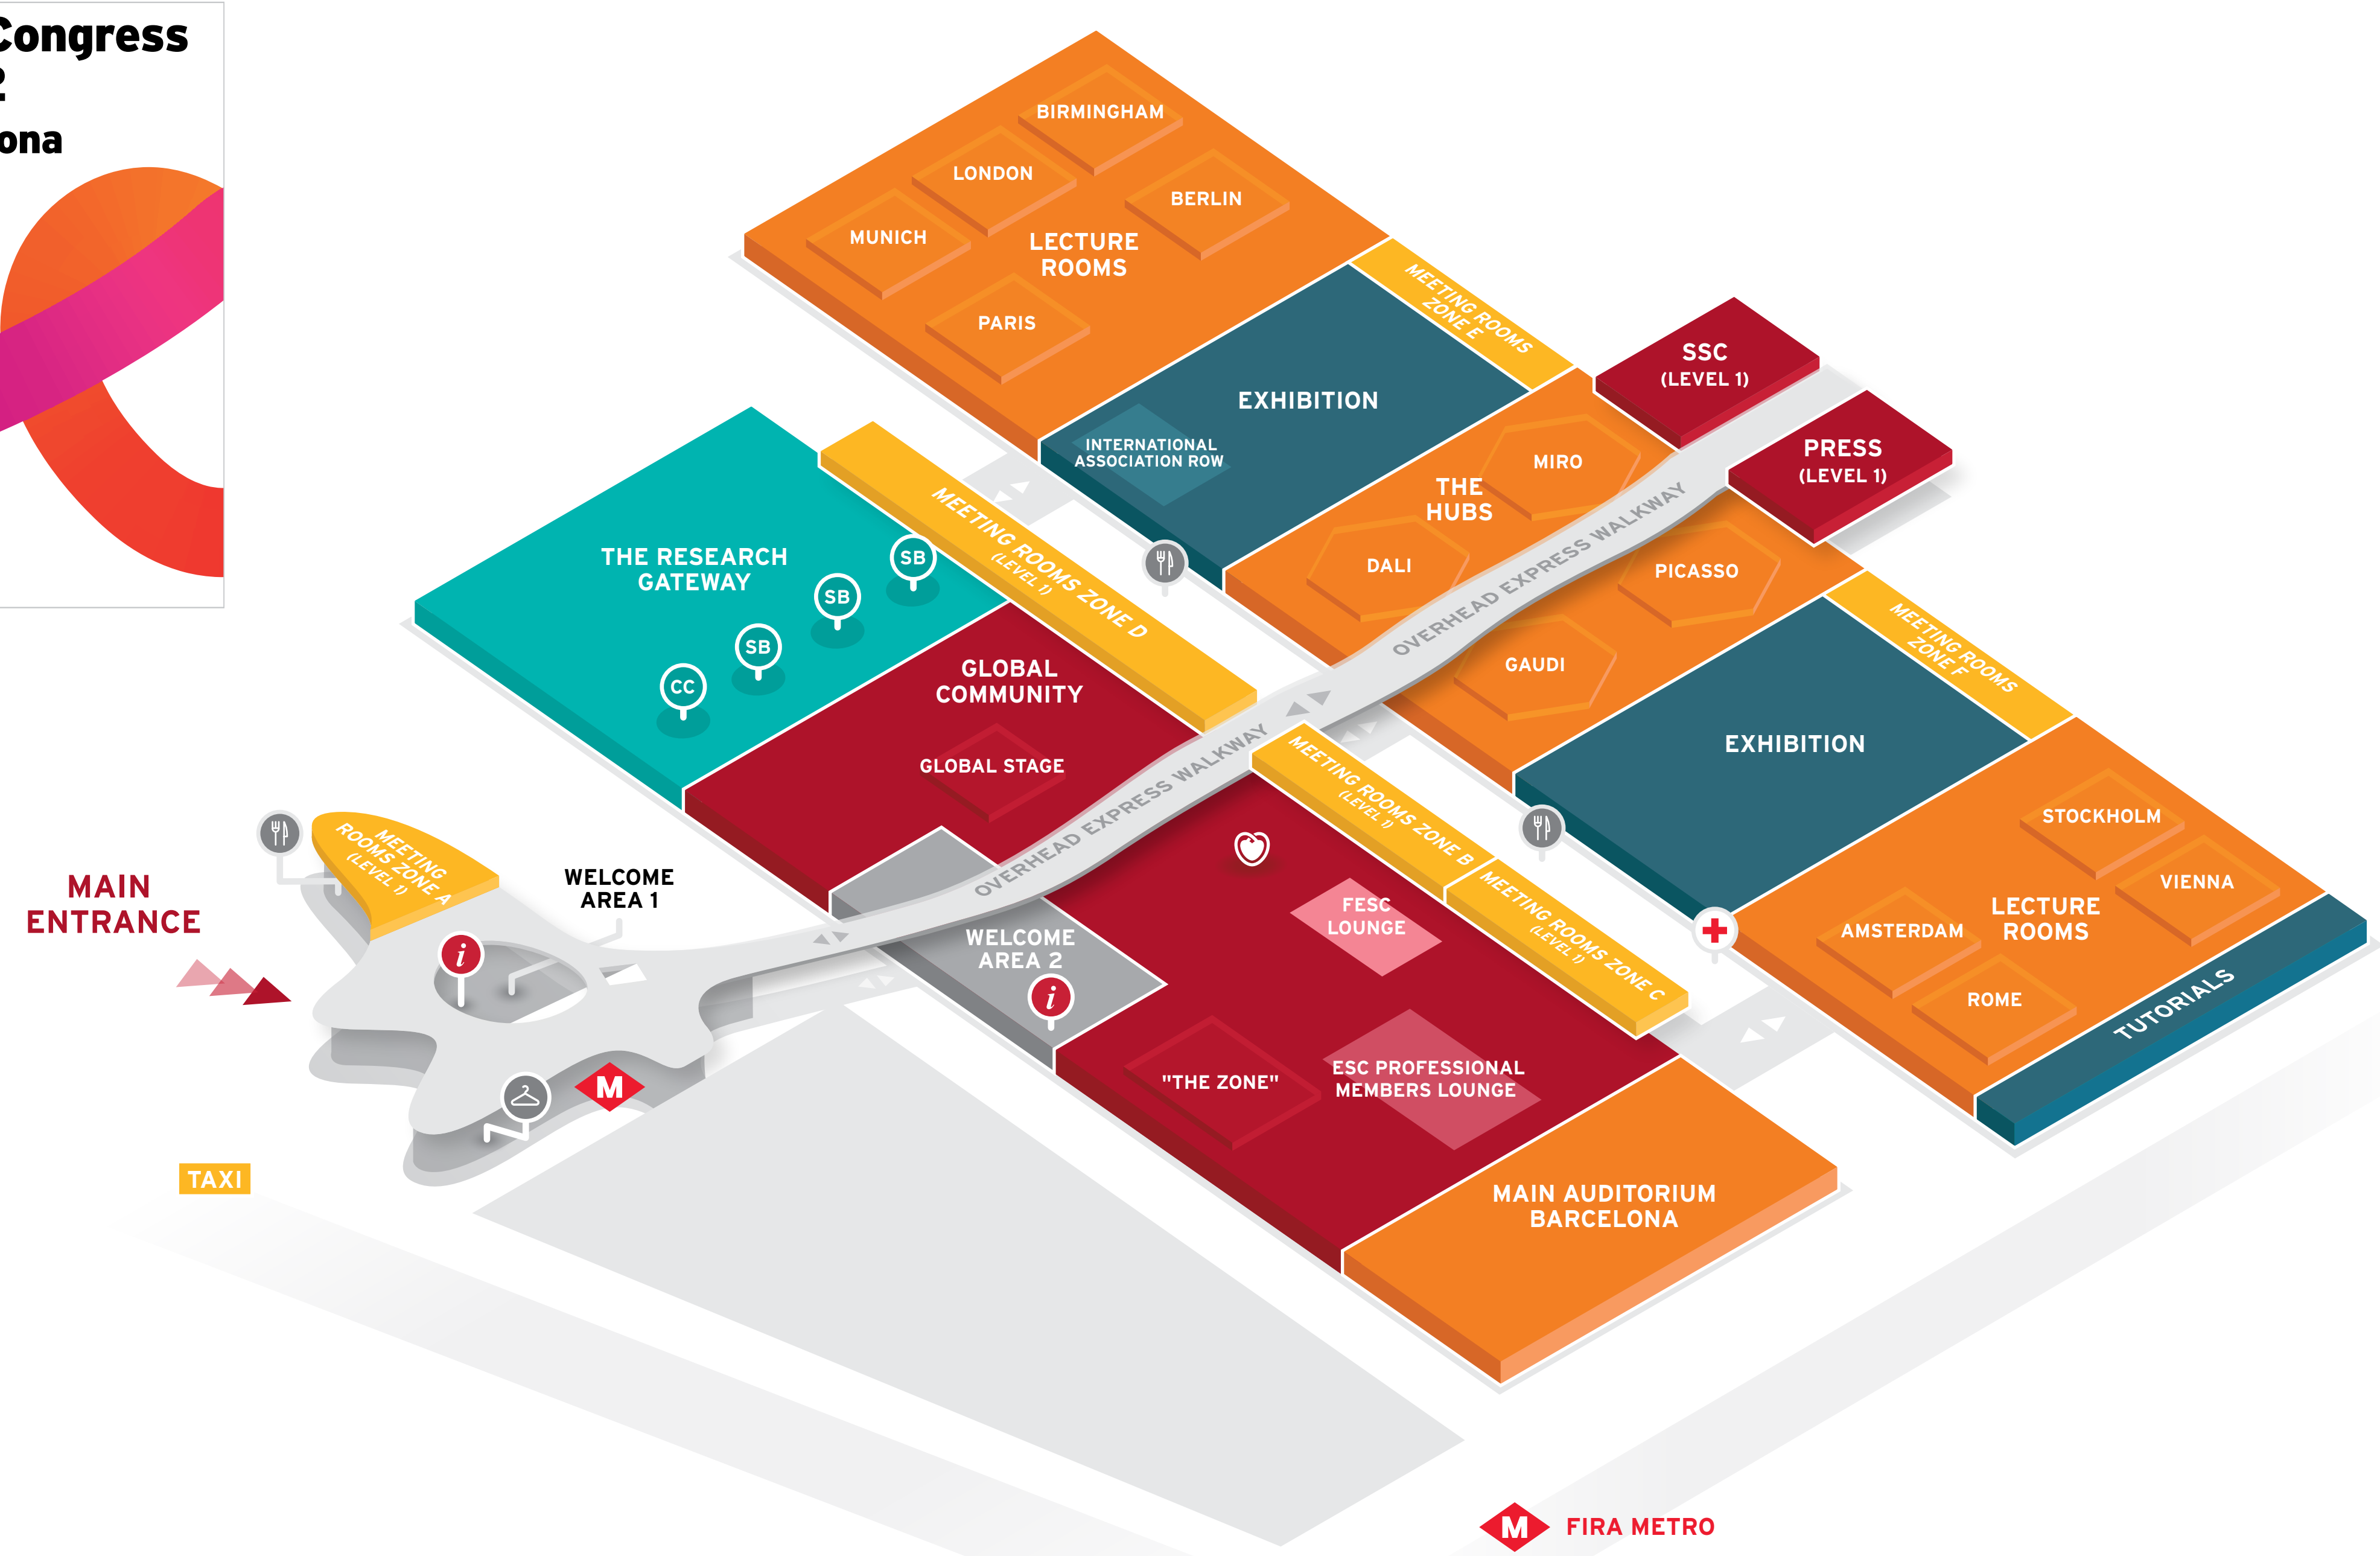 Congress
2
ona
BIRMINGHAM
LONDON
BERLIN
MUNICH
LECTURE
ROOMS
PARIS
MEETING ROOMS
ZONE E
SSC
(LEVEL 1)
EXHIBITION
INTERNATIONAL
ASSOCIATION ROW
PRESS
(LEVEL 1)
MIRO
THE
HUBS
DALI
PICASSO
GAUDI
OVERHEAD EXPRESS WALKWAY
THE RESEARCH
GATEWAY
SB
SB
SB
CC
MEETING ROOMS ZONE D
(LEVEL 1)
GLOBAL
COMMUNITY
GLOBAL STAGE
OVERHEAD EXPRESS WALKWAY
MEETING ROOMS
ZONE F
EXHIBITION
MEETING ROOMS ZONE B
(LEVEL 1)
MEETING ROOMS ZONE C
(LEVEL 1)
STOCKHOLM
VIENNA
LECTURE
ROOMS
AMSTERDAM
ROME
TUTORIALS
MEETING
ROOMS ZONE A
(LEVEL 1)
MAIN
ENTRANCE
WELCOME
AREA 1
i
WELCOME
AREA 2
i
FESC
LOUNGE
"THE ZONE"
ESC PROFESSIONAL
MEMBERS LOUNGE
M
TAXI
MAIN AUDITORIUM
BARCELONA
M FIRA METRO